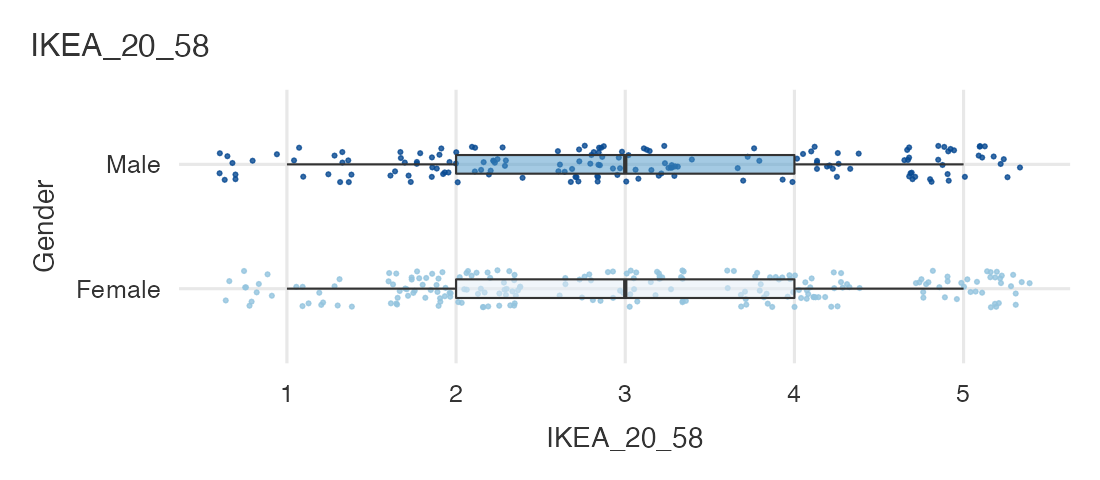 IKEA_20_58
Male
Female
Gender
1 2 3 4 5
IKEA_20_58